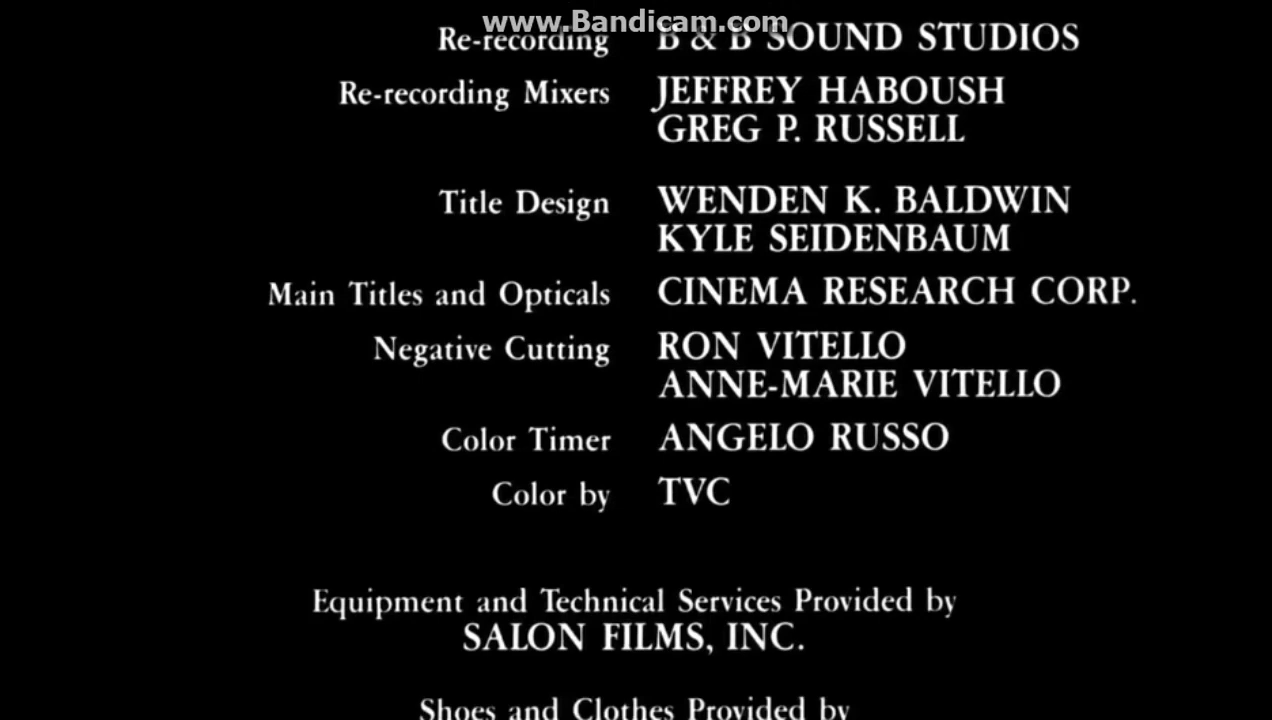 www.Bandicam.com
Re-recording B & B SOUND STUDIOS
Re-recording Mixers JEFFREY HABOUSH
GREG P. RUSSELL
Title Design WENDEN K. BALDWIN
KYLE SEIDENBAUM
Main Titles and Opticals CINEMA RESEARCH CORP.
Negative Cutting RON VITELLO
ANNE-MARIE VITELLO
Color Timer ANGELO RUSSO
Color by TVC
Equipment and Technical Services Provided by
SALON FILMS, INC.
Shoes and Clothes Provided by